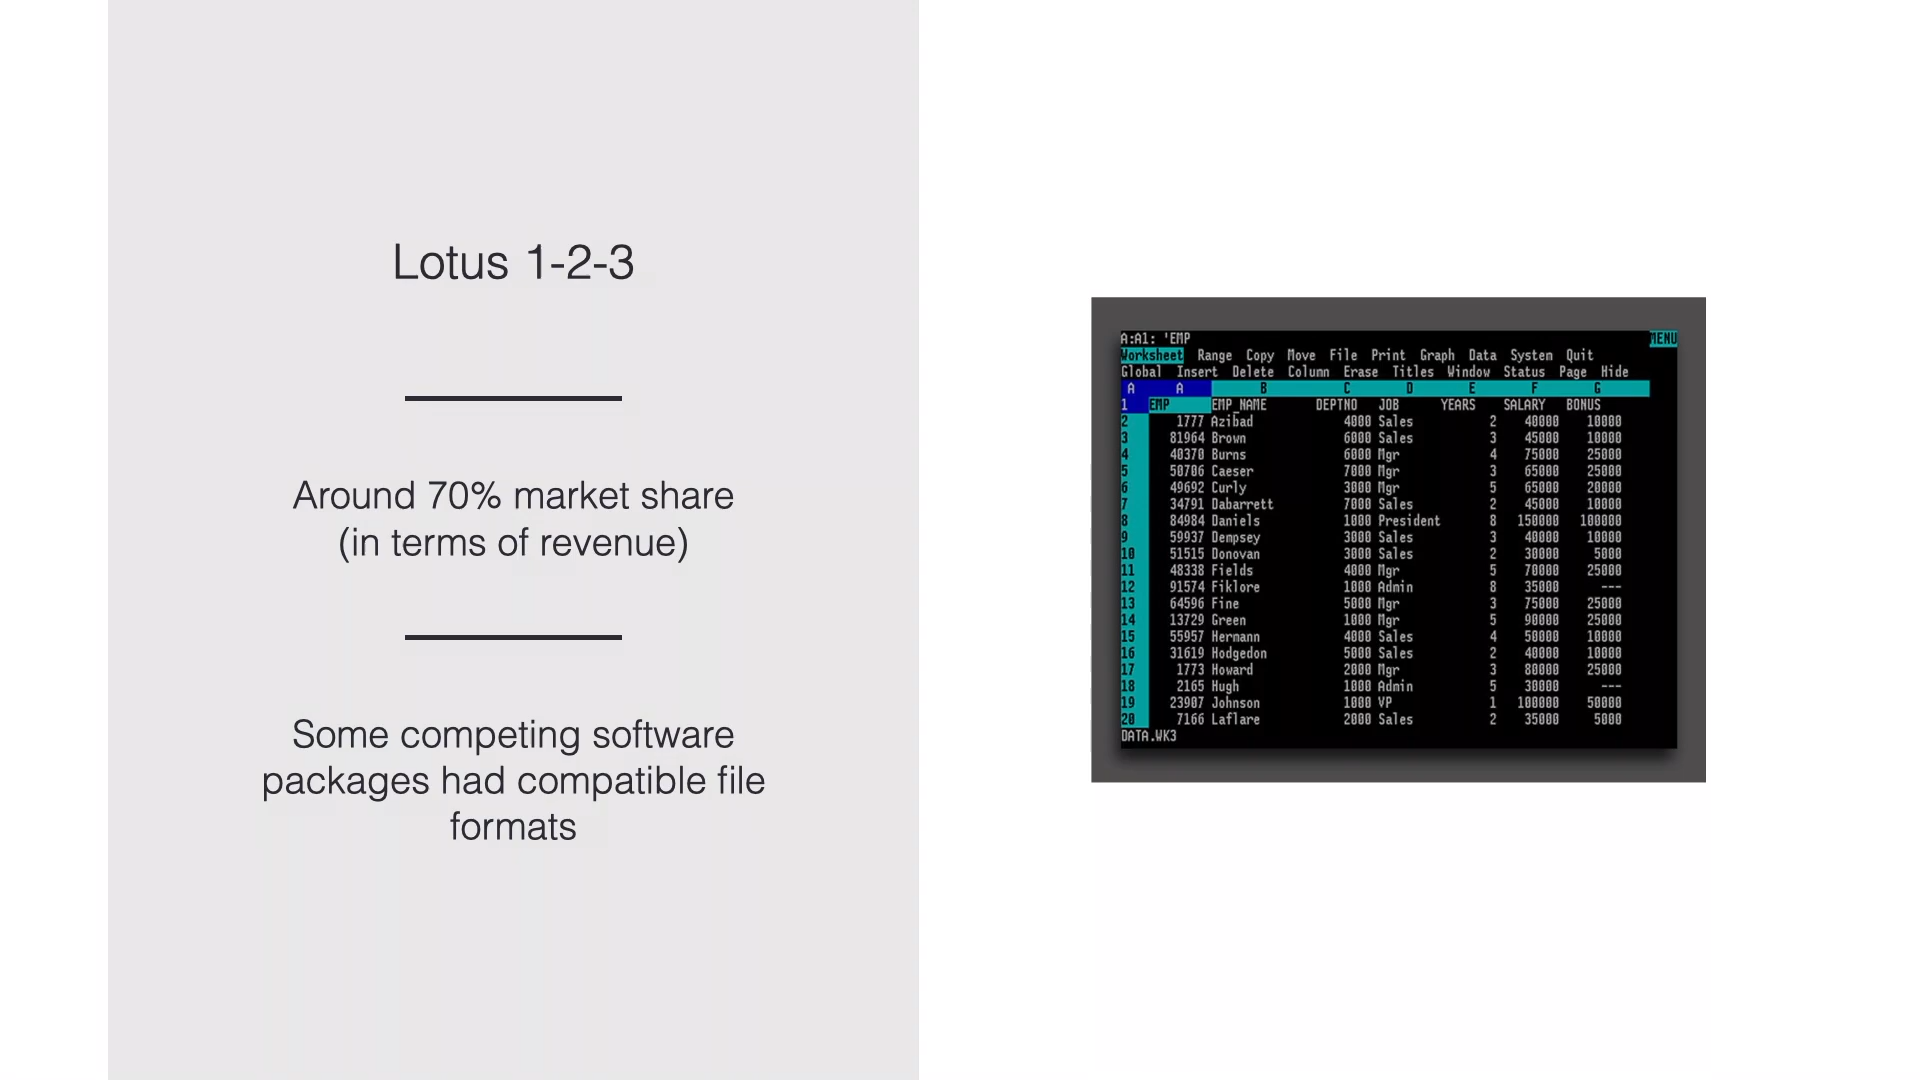 Lotus 1-2-3
Around 70% market share
(in terms of revenue)
Some competing software
packages had compatible file
formats
A:A1: 'EMP MENU
Worksheet Range Copy Move File Print Graph Data System Quit
Global Insert Delete Column Erase Titles Window Status Page Hide
A A B C D E F G
1 EMP EMP_NAME DEPTNO JOB YEARS SALARY BONUS
2 1777 Azibad 4000 Sales 2 40000 10000
3 81964 Brown 6000 Sales 3 45000 10000
4 40370 Burns 6000 Mgr 4 75000 25000
5 50706 Caeser 7000 Mgr 3 65000 25000
6 49692 Curly 3000 Mgr 5 65000 20000
7 34791 Dabarrett 7000 Sales 2 45000 10000
8 84984 Daniels 1000 President 8 150000 100000
9 59937 Dempsey 3000 Sales 3 40000 10000
10 51515 Donovan 3000 Sales 2 30000 5000
11 48338 Fields 4000 Mgr 5 70000 25000
12 91574 Fiklore 1000 Admin 8 35000 ---
13 64596 Fine 5000 Mgr 3 75000 25000
14 13729 Green 1000 Mgr 5 90000 25000
15 55957 Hermann 4000 Sales 4 50000 10000
16 31619 Hodgedon 5000 Sales 2 40000 10000
17 1773 Howard 2000 Mgr 3 80000 25000
18 2165 Hugh 1000 Admin 5 30000 ---
19 23907 Johnson 1000 VP 1 100000 50000
20 7166 Laflare 2000 Sales 2 35000 5000
DATA.WK3